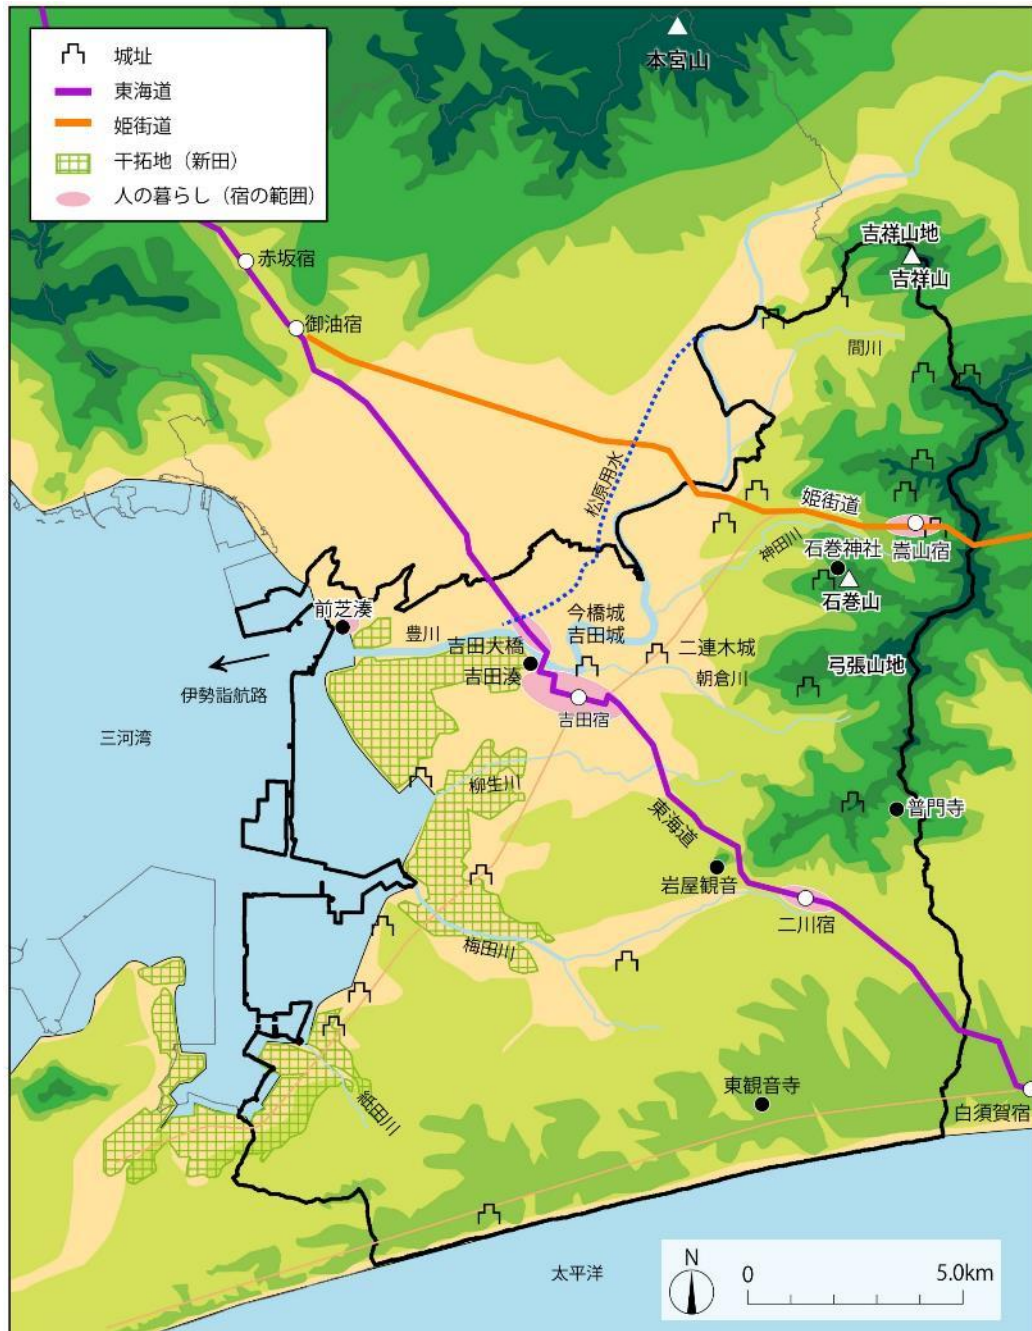 本宮山
城址
東海道
姫街道
干拓地（新田）
人の暮らし（宿の範囲）
吉祥山地
吉祥山
赤坂宿
御油宿
間川
松原用水
姫街道
神田川
石巻神社
嵩山宿
石巻山
前芝湊
豊川
今橋城
吉田城
吉田大橋
吉田湊
二連木城
朝倉川
弓張山地
伊勢詣航路
三河湾
吉田宿
柳生川
東海道
普門寺
岩屋観音
二川宿
梅田川
紙田川
東観音寺
白須賀宿
太平洋
N
0
5.0km